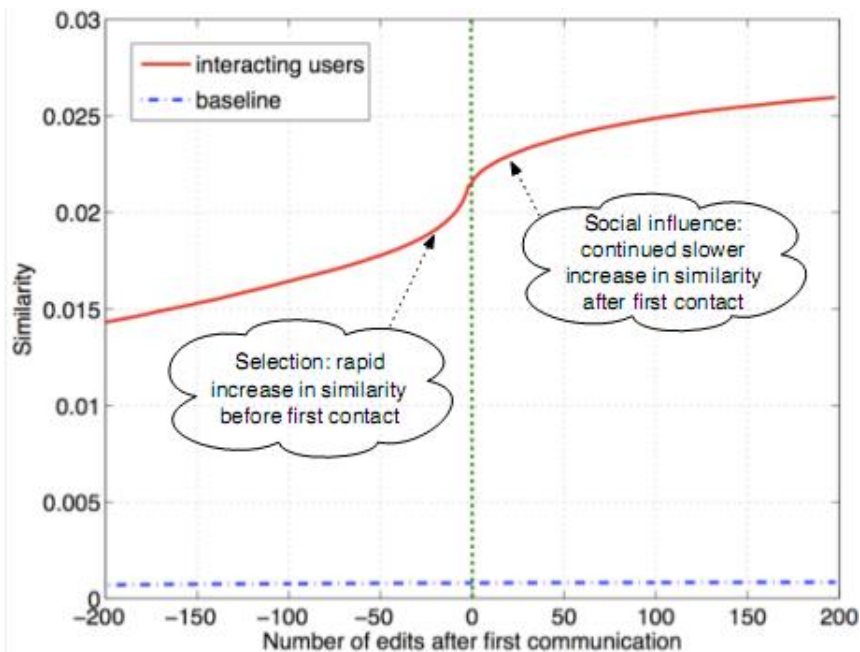 0.03
0.025
0.02
0.015
0.01
0.005
0
Similarity
interacting users
baseline
Social influence:
continued slower
increase in similarity
after first contact
Selection: rapid
increase in similarity
before first contact
−200 −150 −100 −50 0 50 100 150 200
Number of edits after first communication